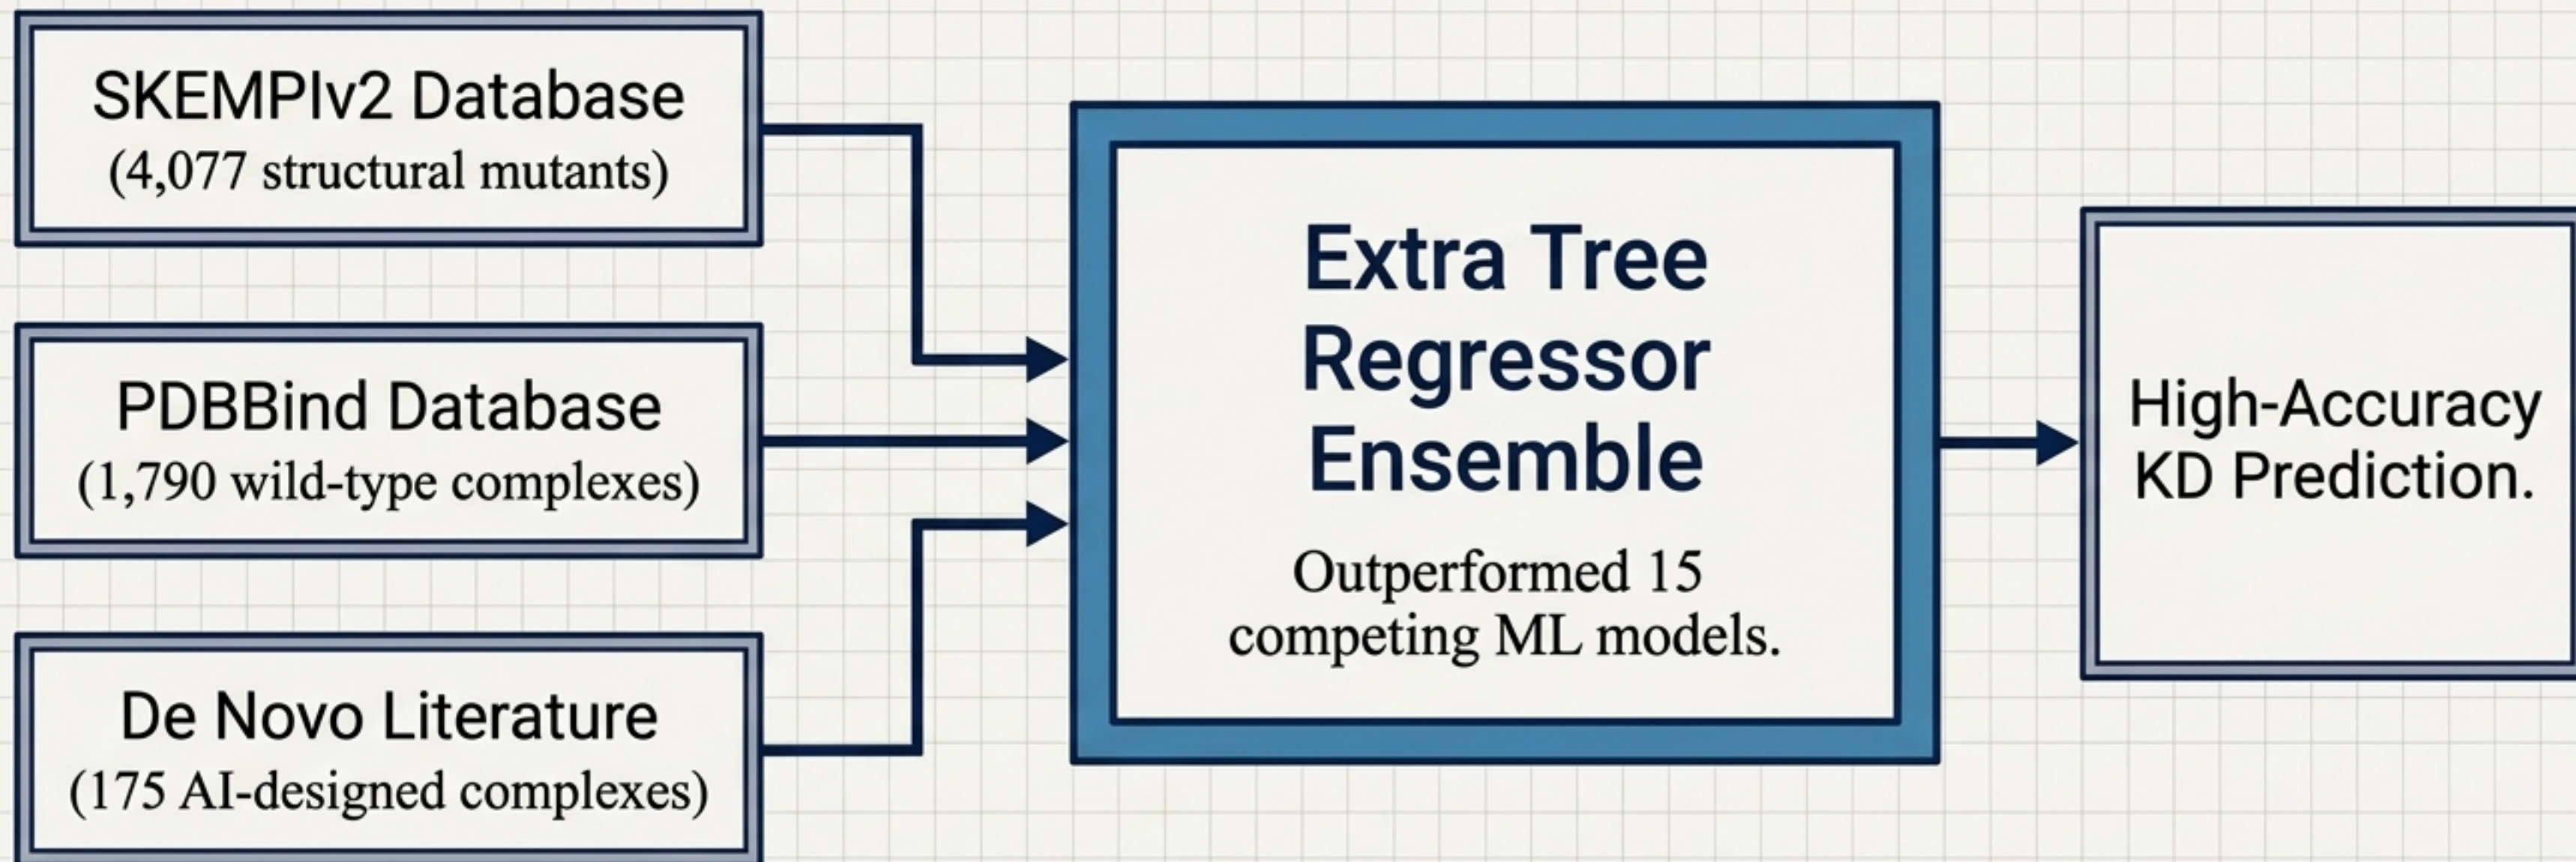 SKEMPIv2 Database
(4,077 structural mutants)
PDBBind Database
(1,790 wild-type complexes)
De Novo Literature
(175 AI-designed complexes)
Extra Tree
Regressor
Ensemble
Outperformed 15
competing ML models.
High-Accuracy
KD Prediction.